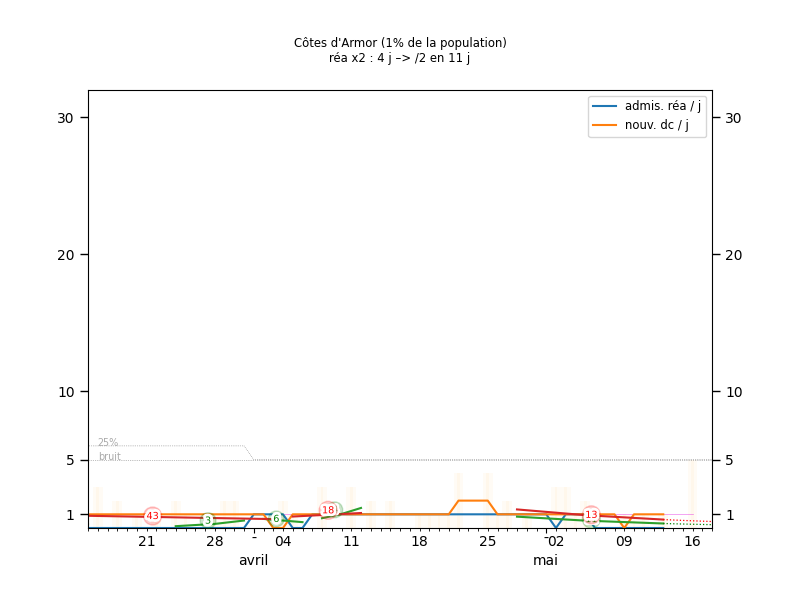 Côtes d'Armor (1% de la population)
réa x2 : 4 j –> /2 en 11 j
admis. réa / j
nouv. dc / j
30 30
20 20
10 10
5 5
1 1
25%
bruit
43 3 6 18 13
21 28 04 11 18 25 02 09 16
avril mai